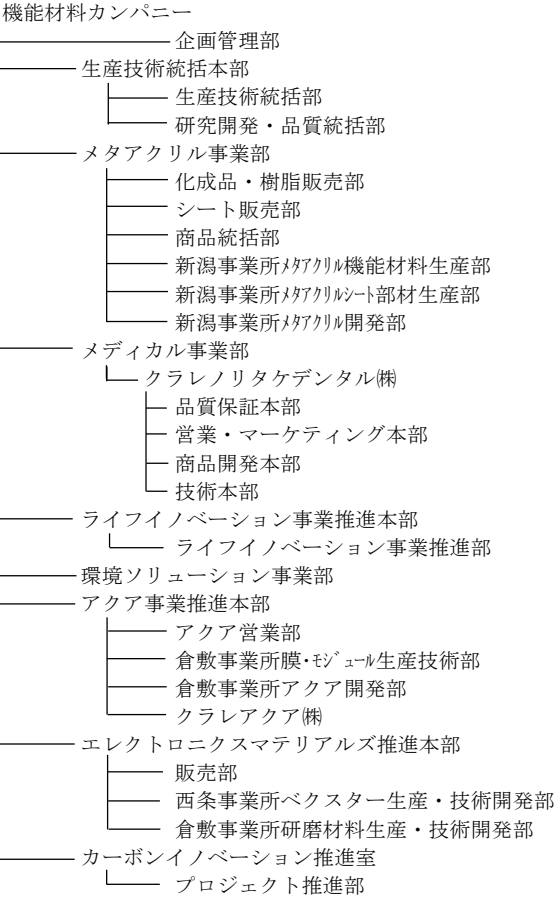 機能材料カンパニー
企画管理部
生産技術統括本部
生産技術統括部
研究開発・品質統括部
メタアクリル事業部
化成品・樹脂販売部
シート販売部
商品統括部
新潟事業所ﾒﾀｱｸﾘﾙ機能材料生産部
新潟事業所ﾒﾀｱｸﾘﾙｼｰﾄ部材生産部
新潟事業所ﾒﾀｱｸﾘﾙ開発部
メディカル事業部
クラレノリタケデンタル㈱
品質保証本部
営業・マーケティング本部
商品開発本部
技術本部
ライフイノベーション事業推進本部
ライフイノベーション事業推進部
環境ソリューション事業部
アクア事業推進本部
アクア営業部
倉敷事業所膜・ﾓｼﾞｭｰﾙ生産技術部
倉敷事業所アクア開発部
クラレアクア㈱
エレクトロニクスマテリアルズ推進本部
販売部
西条事業所ベクスター生産・技術開発部
倉敷事業所研磨材料生産・技術開発部
カーボンイノベーション推進室
プロジェクト推進部